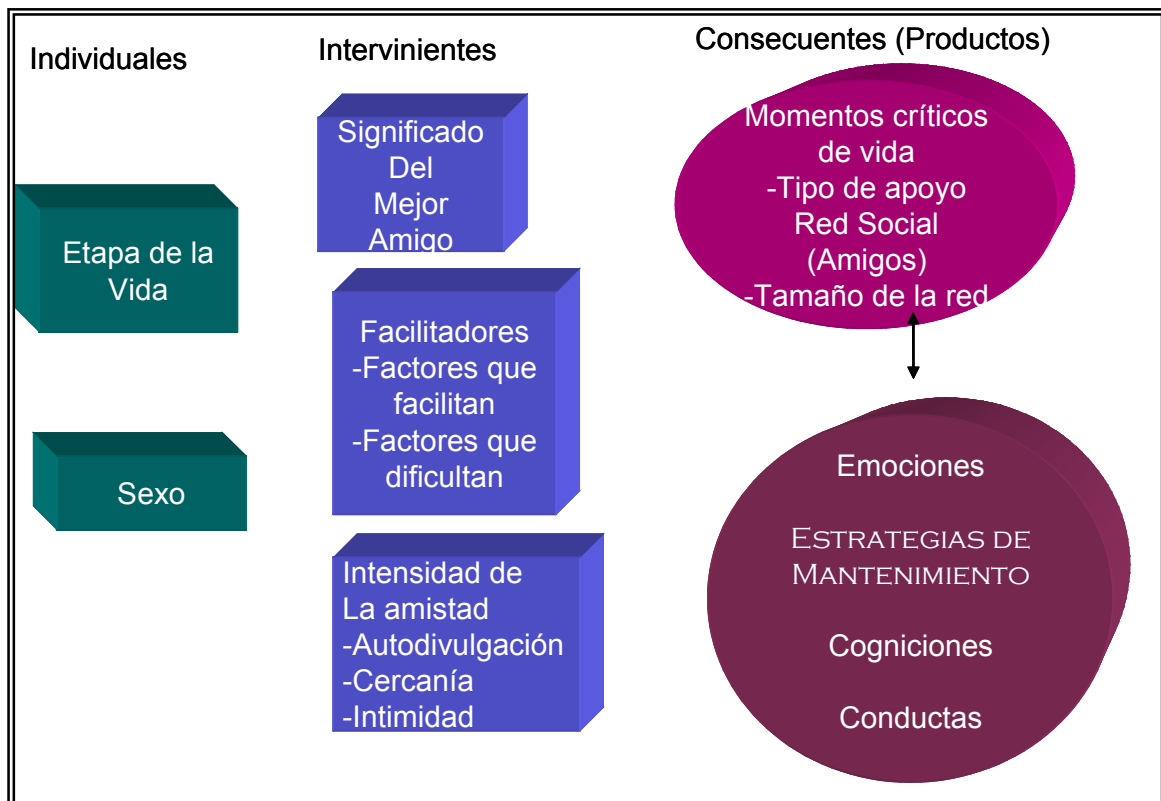 Individuales
Etapa de la
Vida
Sexo
Intervinientes
Significado
Del
Mejor
Amigo
Facilitadores
-Factores que
facilitan
-Factores que
dificultan
Intensidad de
La amistad
-Autodivulgación
-Cercanía
-Intimidad
Consecuentes (Productos)
Momentos críticos
de vida
-Tipo de apoyo
Red Social
(Amigos)
-Tamaño de la red
Emociones
ESTRATEGIAS DE
MANTENIMIENTO
Cogniciones
Conductas